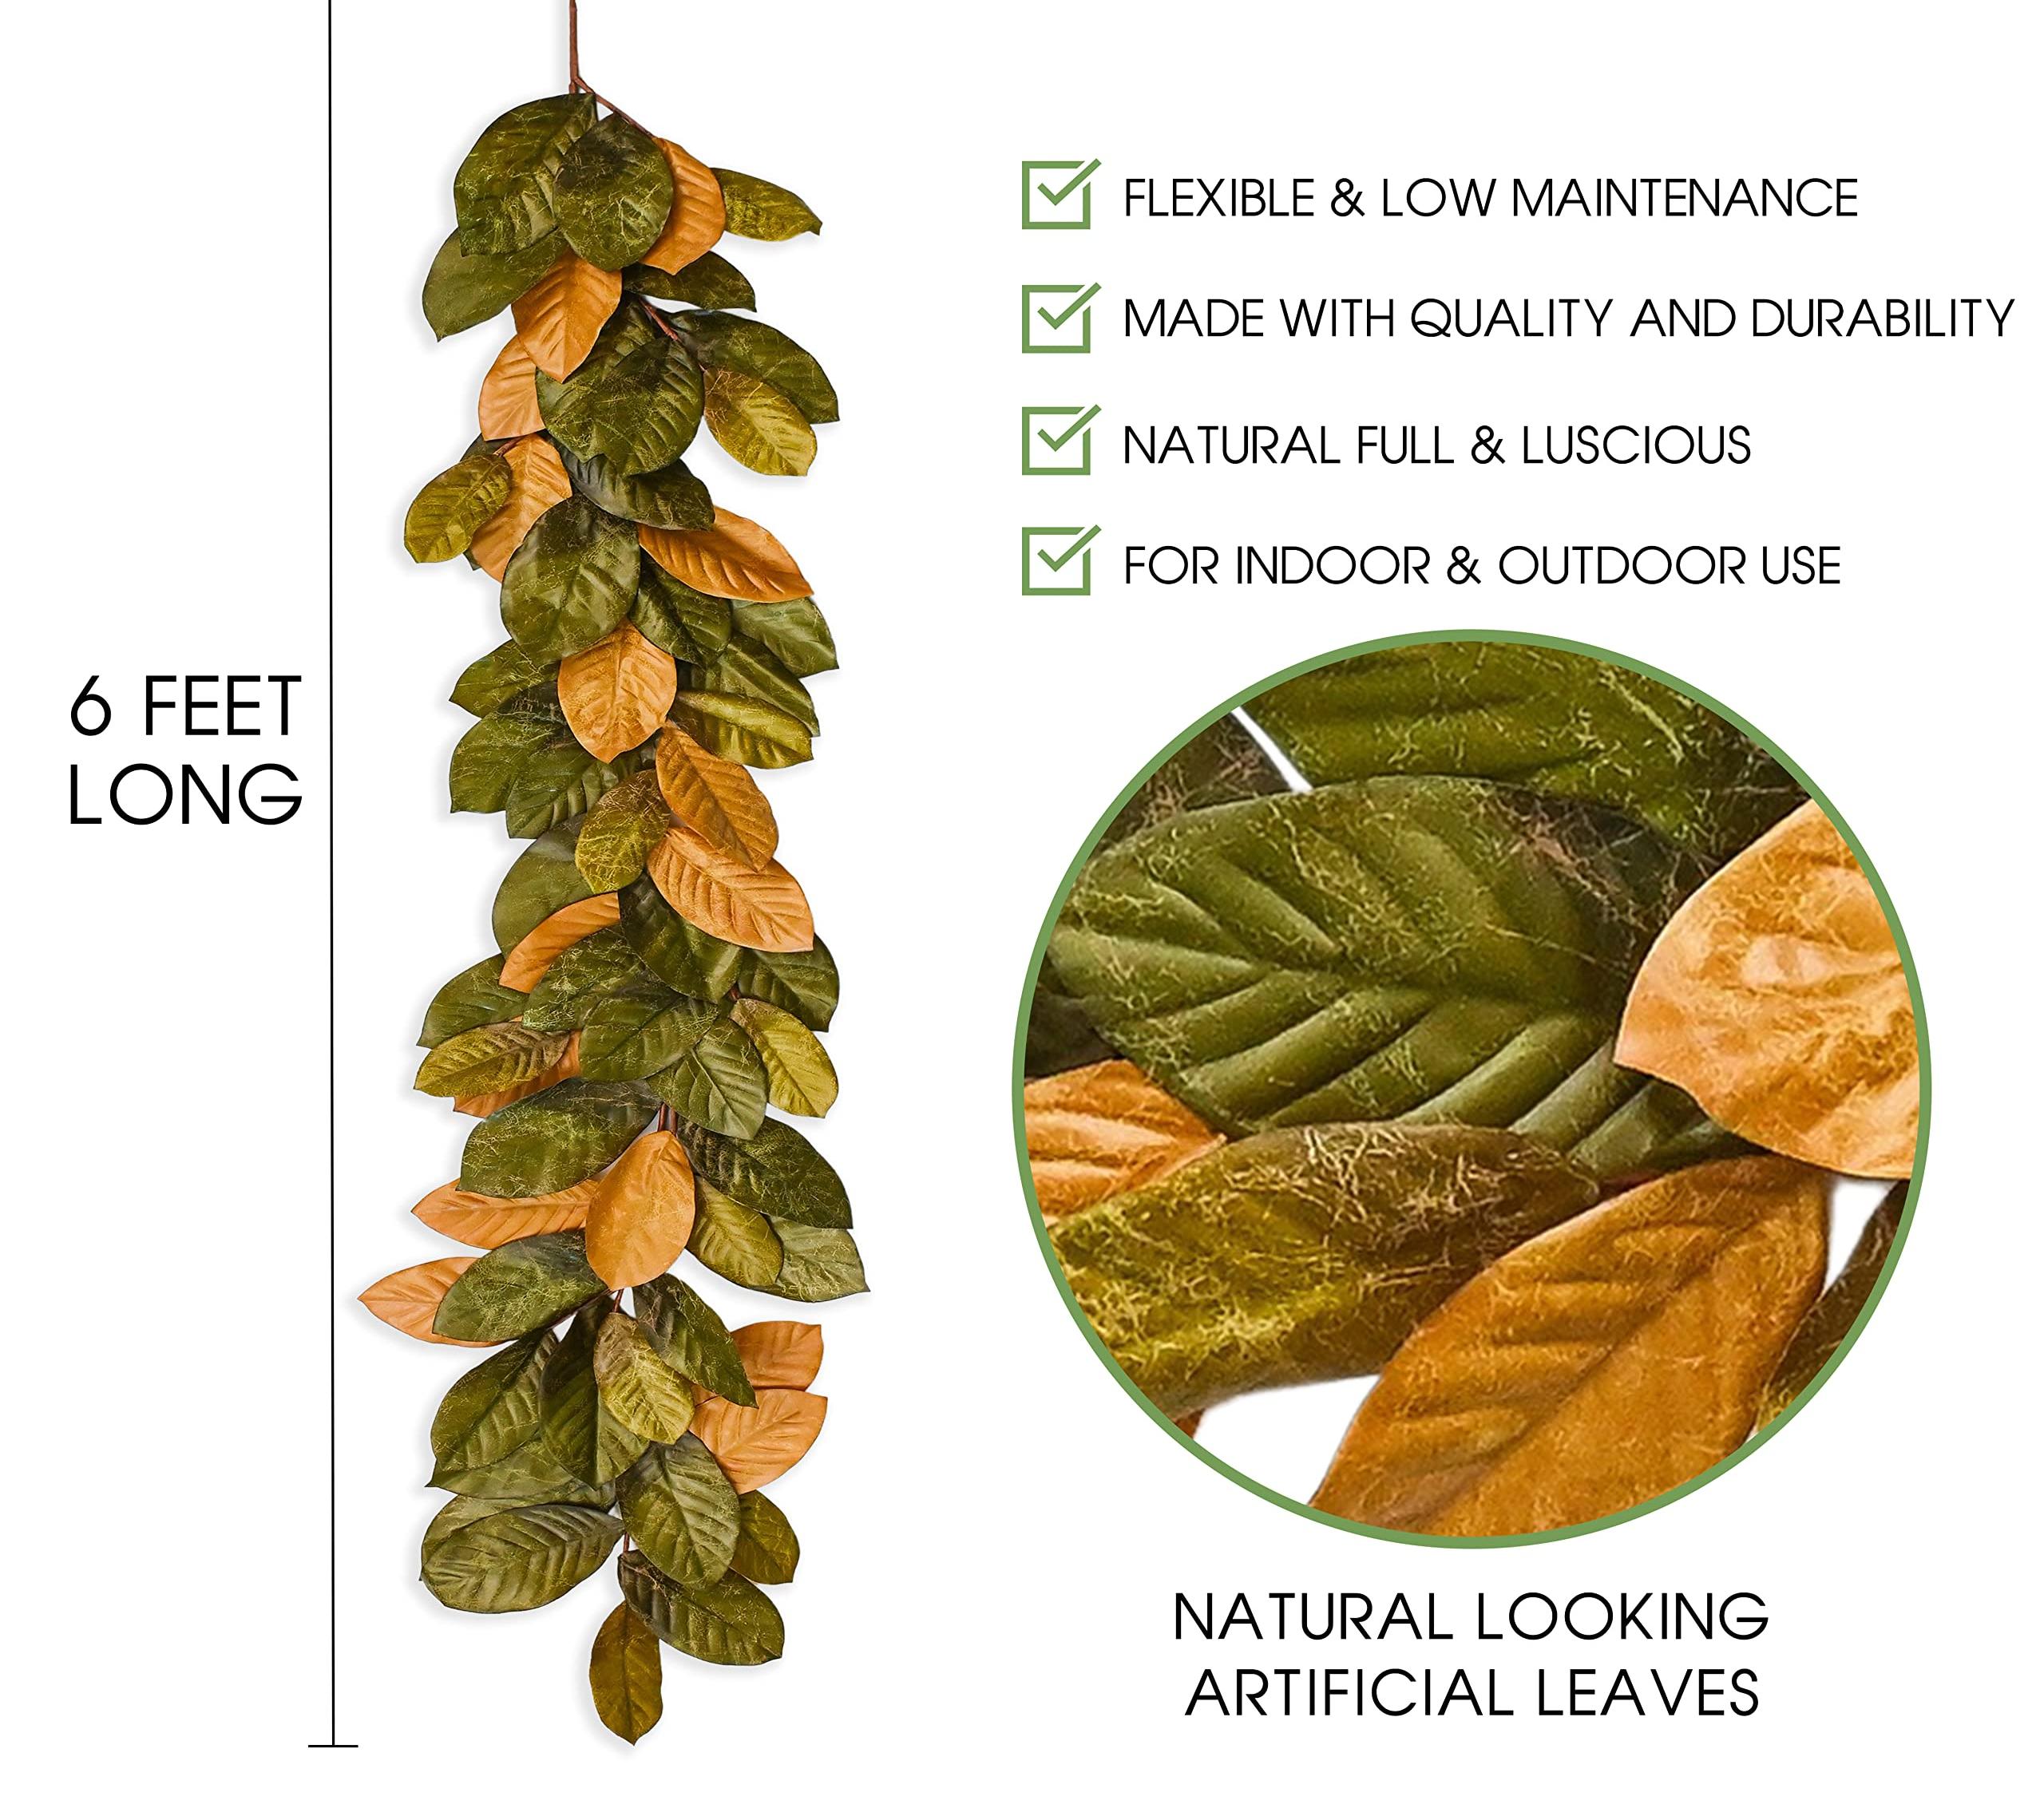 6 FEET
LONG
FLEXIBLE & LOW MAINTENANCE
MADE WITH QUALITY AND DURABILITY
NATURAL FULL & LUSCIOUS
FOR INDOOR & OUTDOOR USE
NATURAL LOOKING
ARTIFICIAL LEAVES